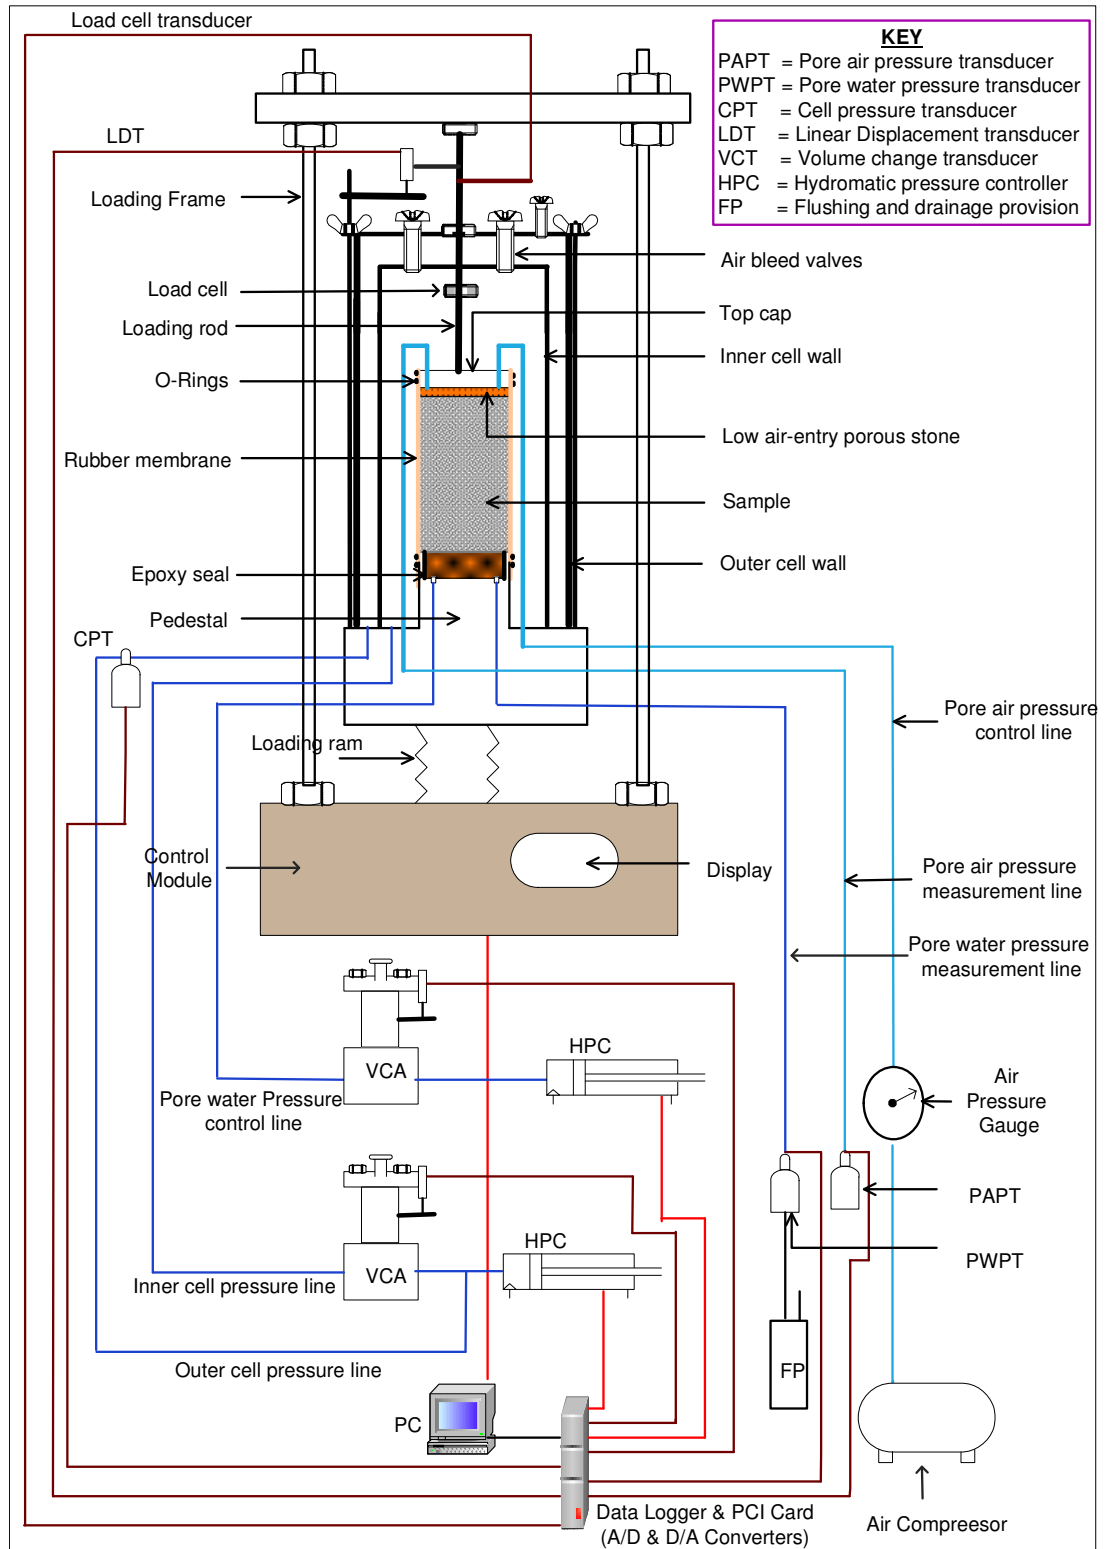 Load cell transducer
KEY
PAPT = Pore air pressure transducer
PWPT = Pore water pressure transducer
CPT = Cell pressure transducer
LDT = Linear Displacement transducer
VCT = Volume change transducer
HPC = Hydromatic pressure controller
FP = Flushing and drainage provision
LDT
Loading Frame
Air bleed valves
Load cell
Top cap
Loading rod
Inner cell wall
O-Rings
Low air-entry porous stone
Rubber membrane
Sample
Outer cell wall
Epoxy seal
Pedestal
CPT
Pore air pressure
control line
Loading ram
Control
Module
Display
Pore air pressure
measurement line
Pore water pressure
measurement line
HPC
VCA
Pore water Pressure
control line
Air
Pressure
Gauge
PAPT
HPC
PWPT
VCA
Inner cell pressure line
Outer cell pressure line
FP
PC
Data Logger & PCI Card
(A/D & D/A Converters)
Air Compreesor